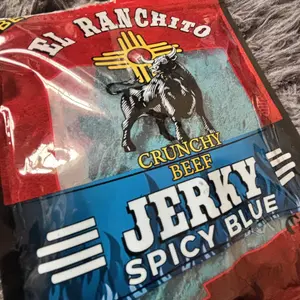 EL RANCHITO
CRUNCHY
BEEF
JERKY
SPICY BLUE